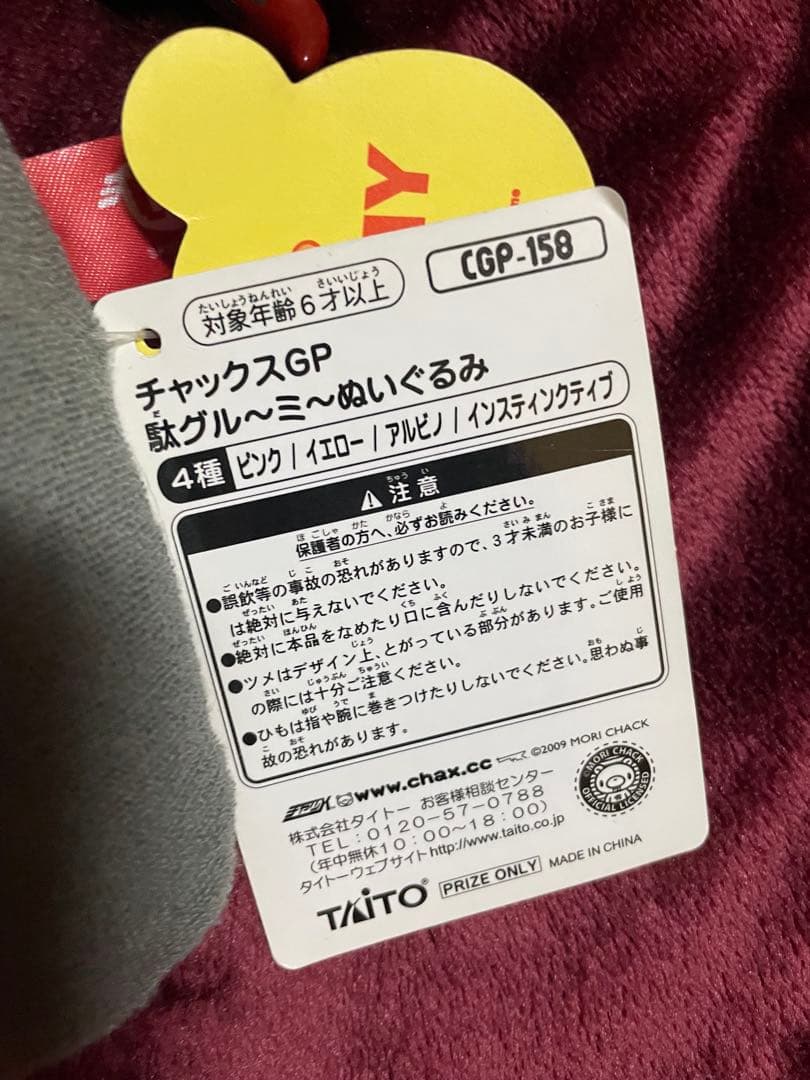 MY
対象年齢6才以上
CGP-158
チャックスGP
駄グル〜ミ〜ぬいぐるみ
4種 ピンク / イエロー / アルビノ / インスティンクティブ
注意
保護者の方へ、必ずお読みください。
●誤飲等の事故の恐れがありますので、3才未満のお子様に
は絶対に与えないでください。
●絶対に本品をなめたり口に含んだりしないでください。
●ツメはデザイン上、とがっている部分があります。ご使用
の際には十分ご注意ください。
●ひもは指や腕に巻きつけたりしないでください。思わぬ事
故の恐れがあります。
www.chax.cc ©2009 MORI CHACK
MORI CHACK OFFICIAL LICENSED
株式会社タイトー お客様相談センター
TEL:0120-57-0788
(年中無休10:00〜18:00)
タイトーウェブサイトhttp://www.taito.co.jp
TAITO® PRIZE ONLY MADE IN CHINA